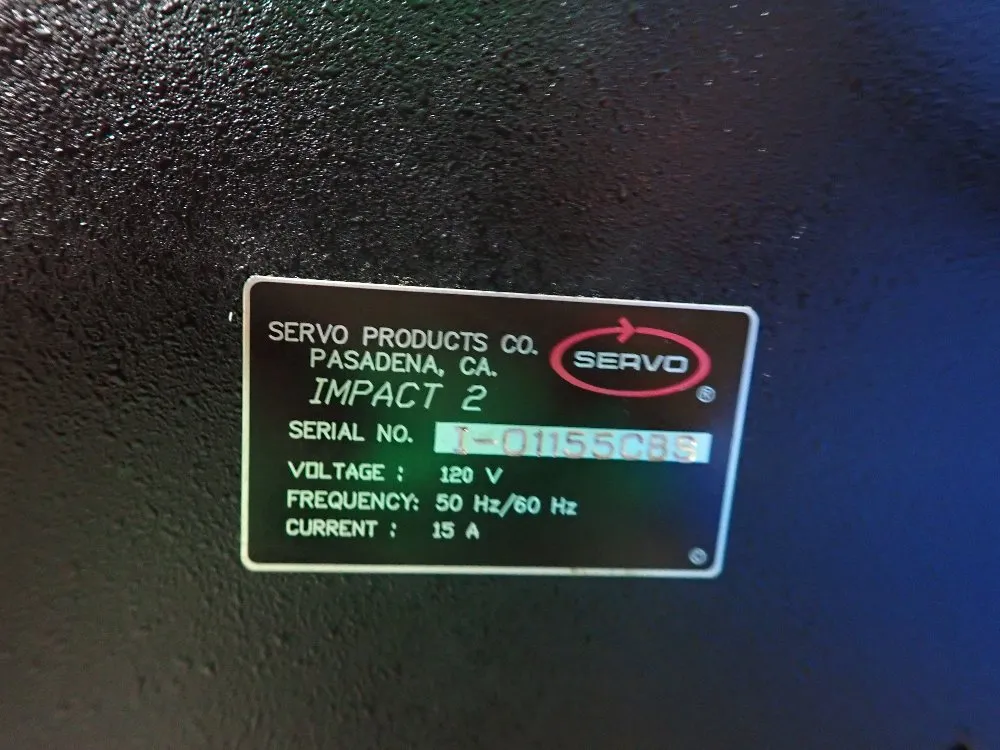 SERVO PRODUCTS CO.
PASADENA, CA.
IMPACT 2
SERVO
®
SERIAL NO. I-01155CBS
VOLTAGE : 120 V
FREQUENCY: 50 Hz/60 Hz
CURRENT : 15 A